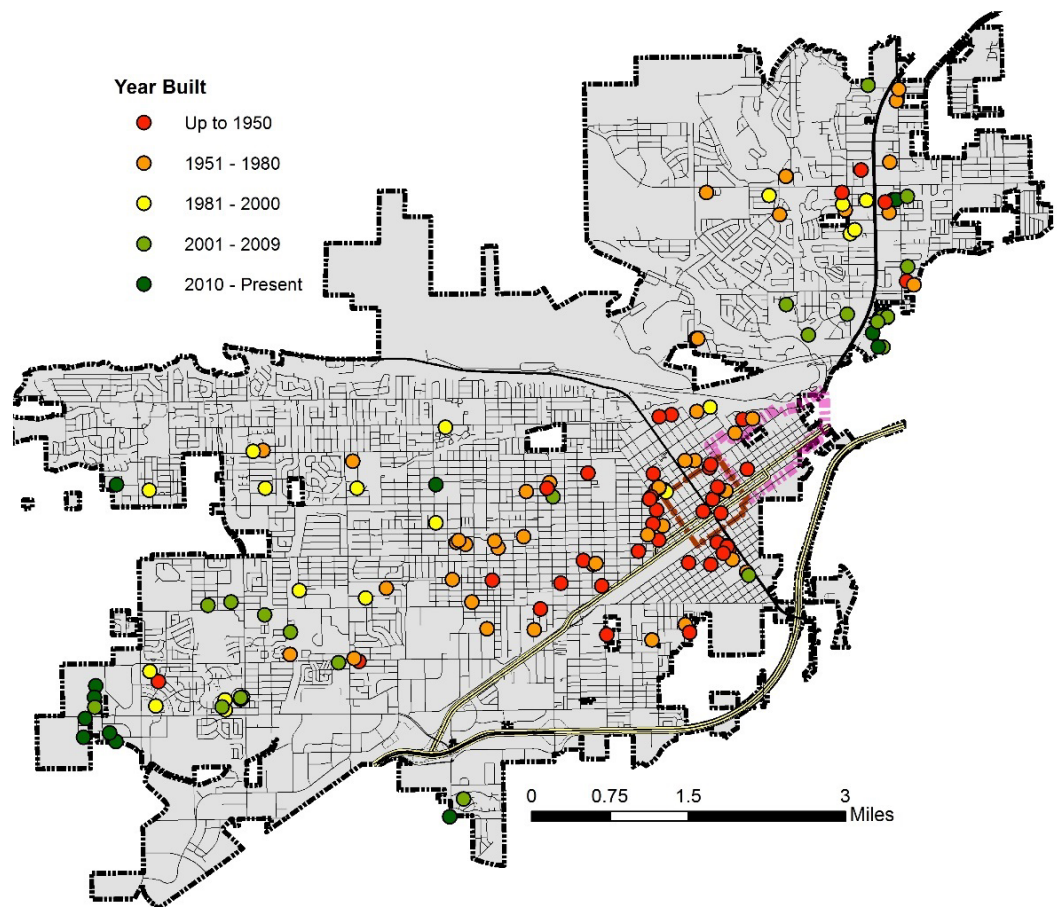 Year Built
Up to 1950
1951 - 1980
1981 - 2000
2001 - 2009
2010 - Present
0 0.75 1.5 3
Miles